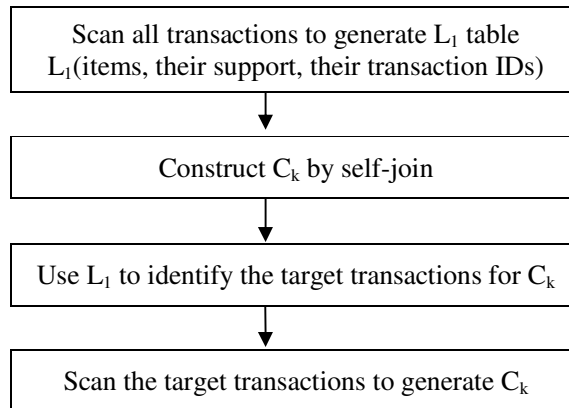 Scan all transactions to generate L₁ table
L₁(items, their support, their transaction IDs)
Construct Cₖ by self-join
Use L₁ to identify the target transactions for Cₖ
Scan the target transactions to generate Cₖ